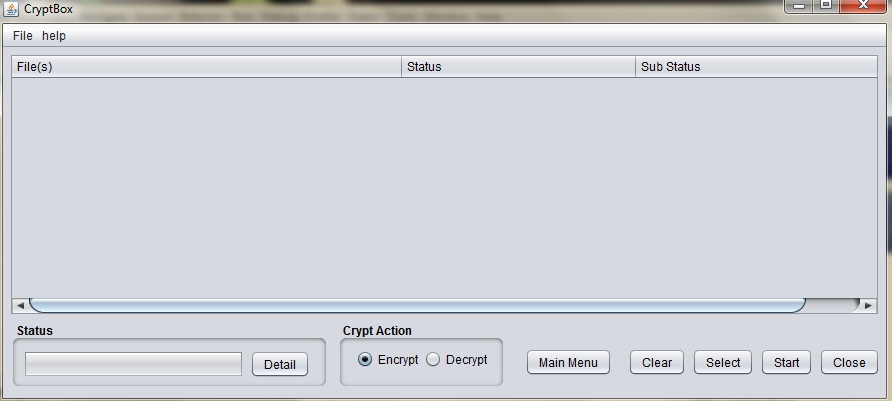 CryptBox
File help
File(s) Status Sub Status
Status Crypt Action
Detail Encrypt Decrypt Main Menu Clear Select Start Close